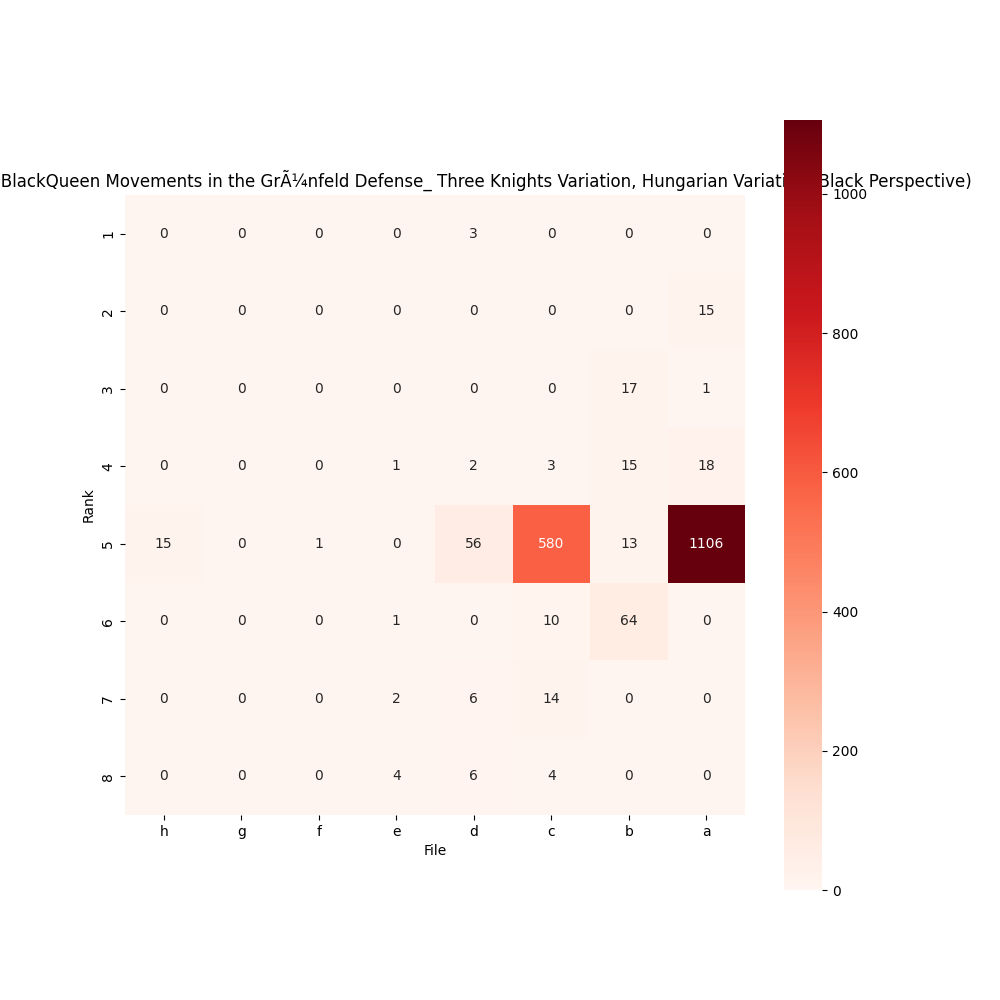 BlackQueen Movements in the GrÃ¼nfeld Defense_ Three Knights Variation, Hungarian Variati Black Perspective)
1 0 0 0 0 3 0 0 0
2 0 0 0 0 0 0 0 15
3 0 0 0 0 0 0 17 1
4 0 0 0 1 2 3 15 18
5 15 0 1 0 56 580 13 1106
6 0 0 0 1 0 10 64 0
7 0 0 0 2 6 14 0 0
8 0 0 0 4 6 4 0 0
h g f e d c b a
File
Rank
1000
800
600
400
200
0